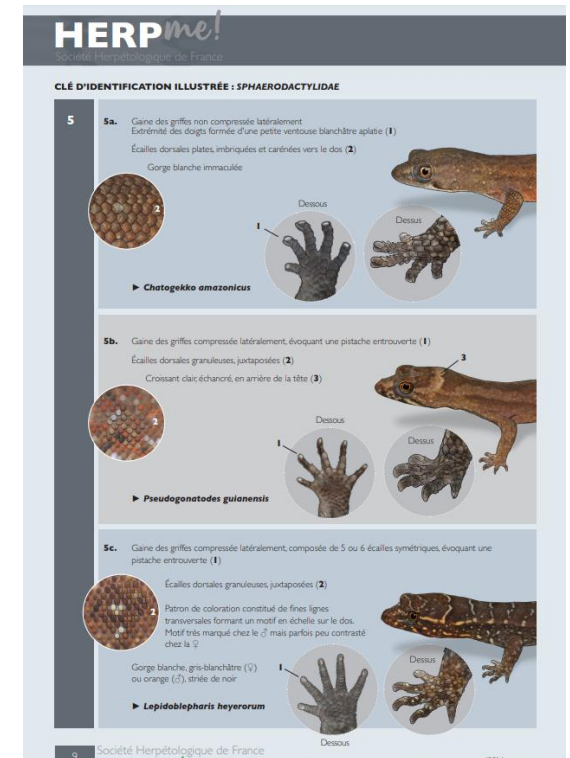 HERPme!
Société Herpétologique de France
CLÉ D'IDENTIFICATION ILLUSTRÉE : SPHAERODACTYLIDAE
5
5a. Gaine des griffes non compressée latéralement
Extrémité des doigts formée d'une petite ventouse blanchâtre aplatie (1)
Écailles dorsales plates, imbriquées et carénées vers le dos (2)
Gorge blanche immaculée
2
Dessous
1
Dessus
► Chatogekko amazonicus
5b. Gaine des griffes compressée latéralement, évoquant une pistache entrouverte (1)
Écailles dorsales granuleuses, juxtaposées (2)
Croissant clair, échancré, en arrière de la tête (3)
3
2
Dessous
1
Dessus
► Pseudogonatodes guianensis
5c. Gaine des griffes compressée latéralement, composée de 5 ou 6 écailles symétriques, évoquant une
pistache entrouverte (1)
Écailles dorsales granuleuses, juxtaposées (2)
2
Patron de coloration constitué de fines lignes
transversales formant un motif en échelle sur le dos.
Motif très marqué chez le ♂ mais parfois peu contrasté
chez la ♀
Gorge blanche, gris-blanchâtre (♀)
ou orange (♂), striée de noir
1
Dessus
► Lepidoblepharis heyerorum
Dessous
9
Société Herpétologique de France